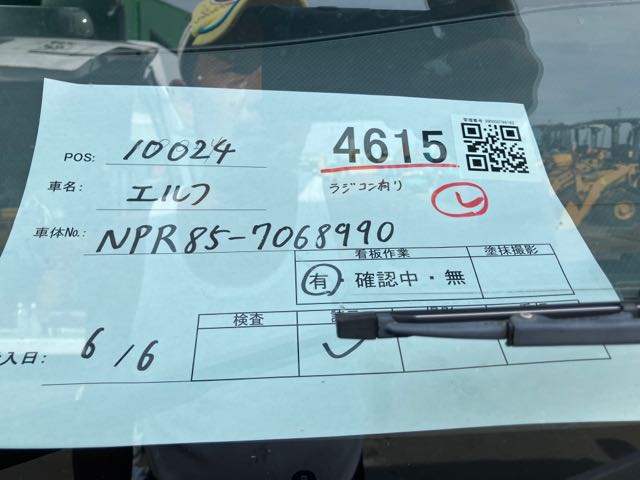 4615
POS: 10024
車名: エルフ
ラジコン有り
し
車体No.: NPR85-7068990
看板作業 塗抹撮影
有・確認中・無
検査
入日: 6/6